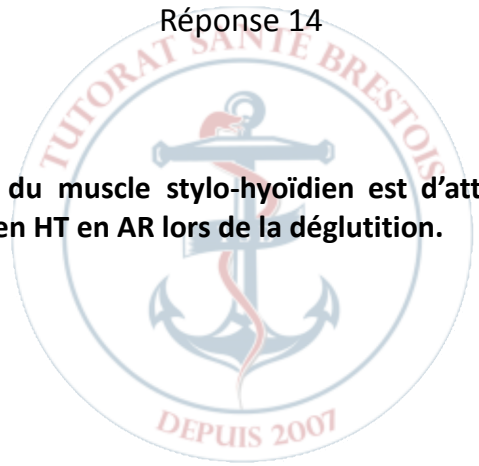 Réponse 14
TUTORAT SANTE BRESTOIS
du muscle stylo-hyoïdien est d'att
en HT en AR lors de la déglutition.
DEPUIS 2007